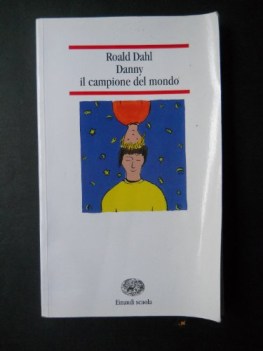 Roald Dahl
Danny
il campione del mondo
Einaudi scuola